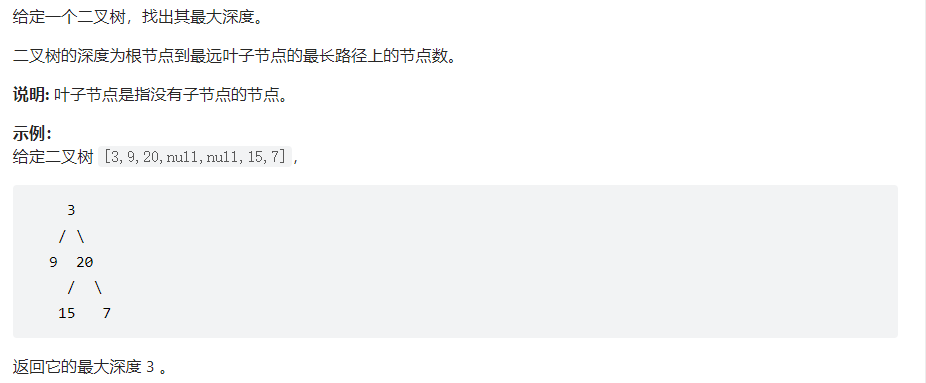 给定一个二叉树，找出其最大深度。
二叉树的深度为根节点到最远叶子节点的最长路径上的节点数。
说明: 叶子节点是指没有子节点的节点。
示例：
给定二叉树 [3,9,20,null,null,15,7]，
3
/ \
9  20
/  \
15   7
返回它的最大深度 3 。